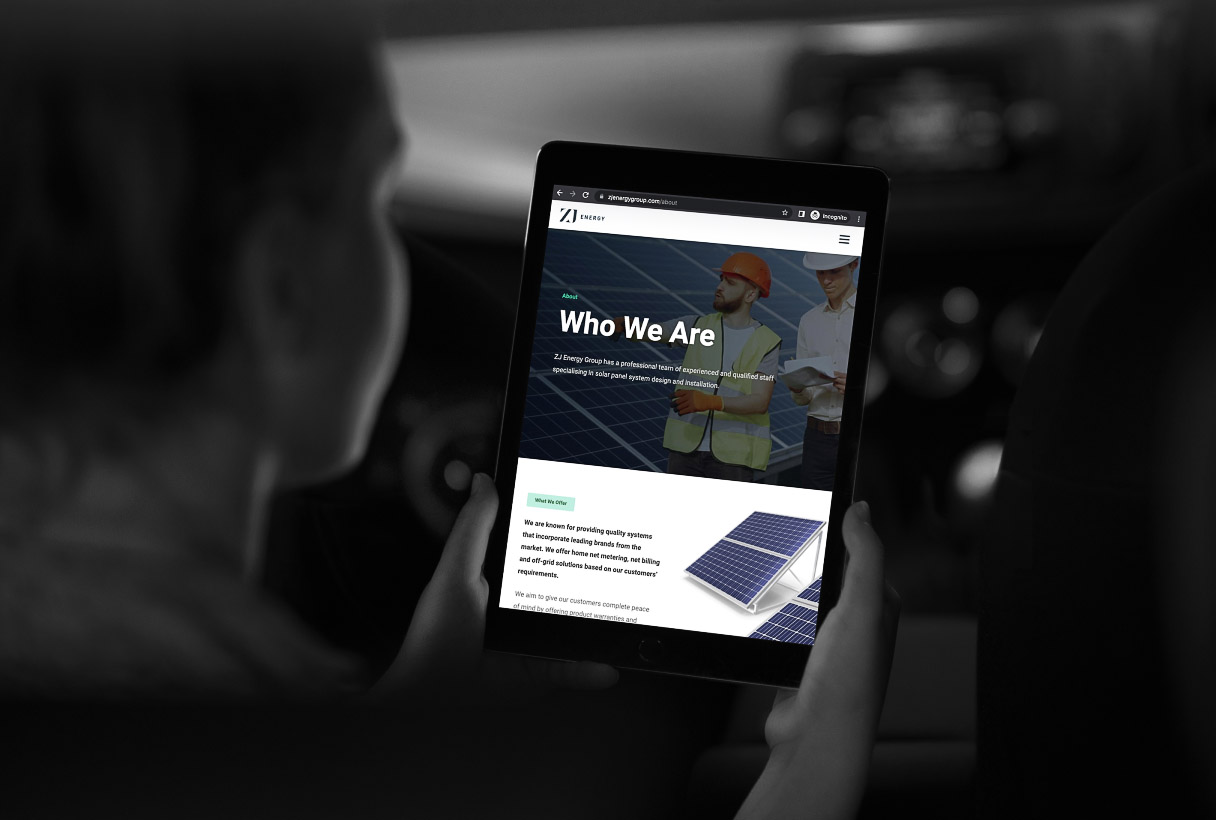 zjenergygroup.com/about
Incognito
ZJ ENERGY
About
Who We Are
ZJ Energy Group has a professional team of experienced and qualified staff
specialising in solar panel system design and installation.
What We Offer
We are known for providing quality systems
that incorporate leading brands from the
market. We offer home net metering, net billing
and off-grid solutions based on our customers'
requirements.
We aim to give our customers complete peace
of mind by offering product warranties and